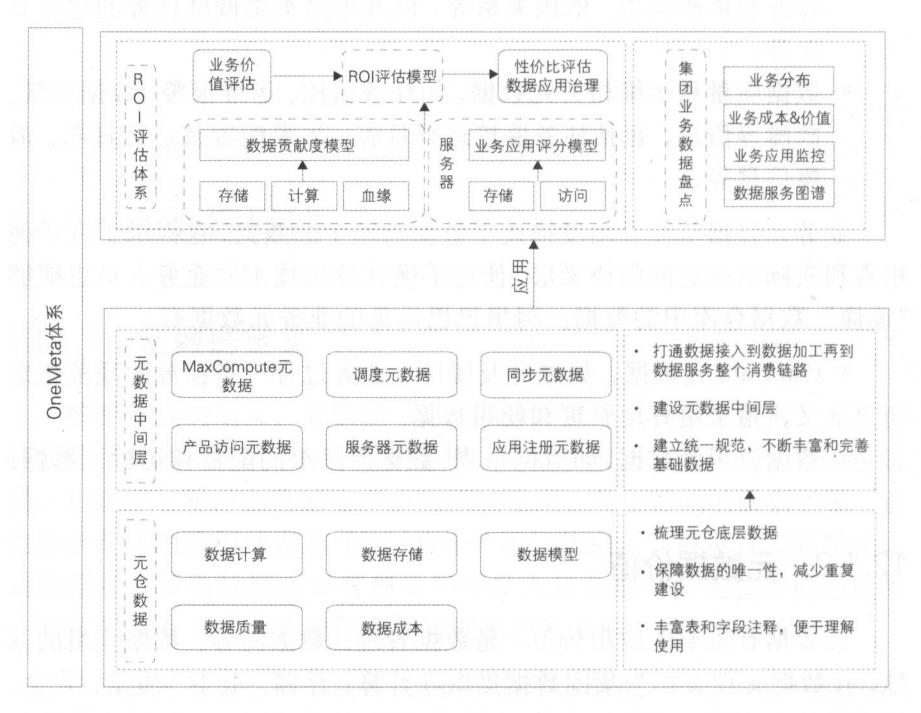 OneMeta体系
ROI评估体系
业务价
值评估
ROI评估模型
性价比评估
数据应用治理
数据贡献度模型
存储
计算
血缘
服务器
业务应用评分模型
存储
访问
集团业务数据盘点
业务分布
业务成本&价值
业务应用监控
数据服务图谱
应用
元数据中间层
MaxCompute元
数据
调度元数据
同步元数据
产品访问元数据
服务器元数据
应用注册元数据
• 打通数据接入到数据加工再到
数据服务整个消费链路
• 建设元数据中间层
• 建立统一规范，不断丰富和完善
基础数据
元仓数据
数据计算
数据存储
数据模型
数据质量
数据成本
• 梳理元仓底层数据
• 保障数据的唯一性，减少重复
建设
• 丰富表和字段注释，便于理解
使用